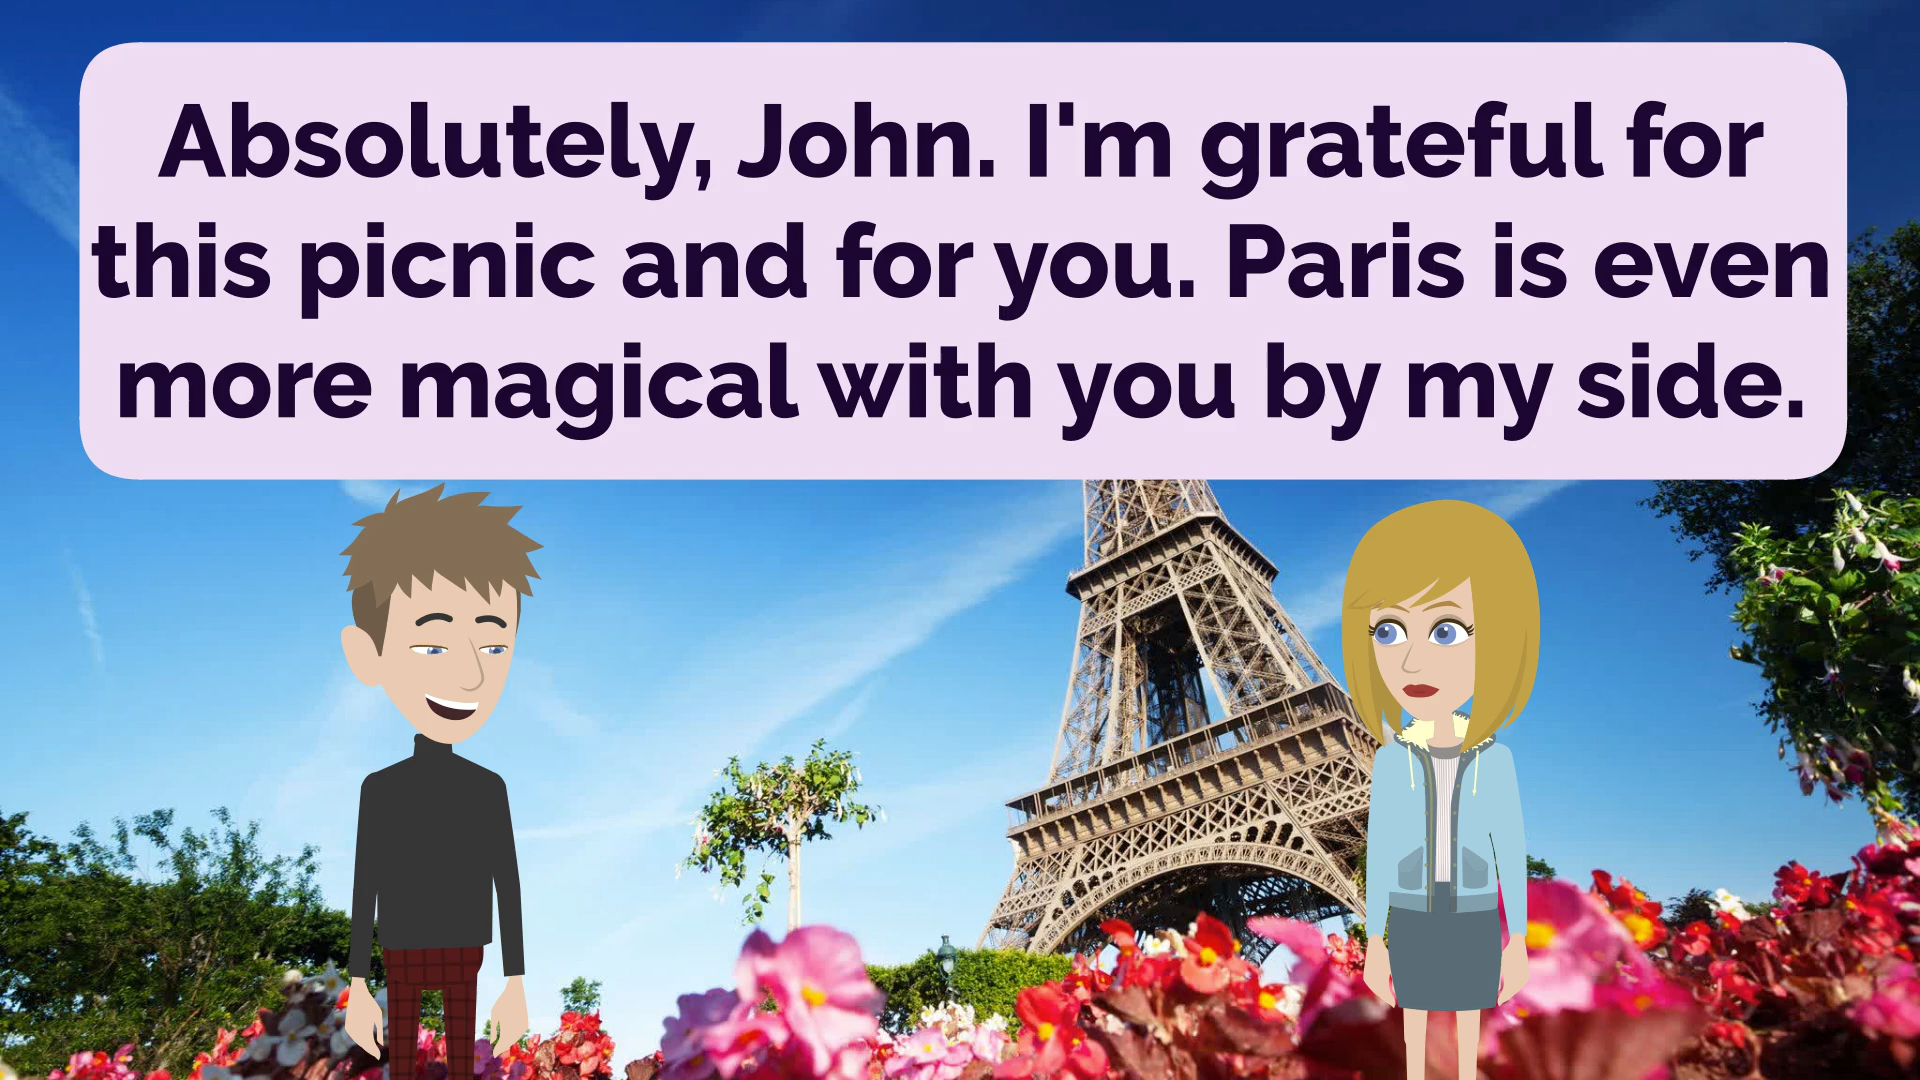 Absolutely, John. I'm grateful for
this picnic and for you. Paris is even
more magical with you by my side.